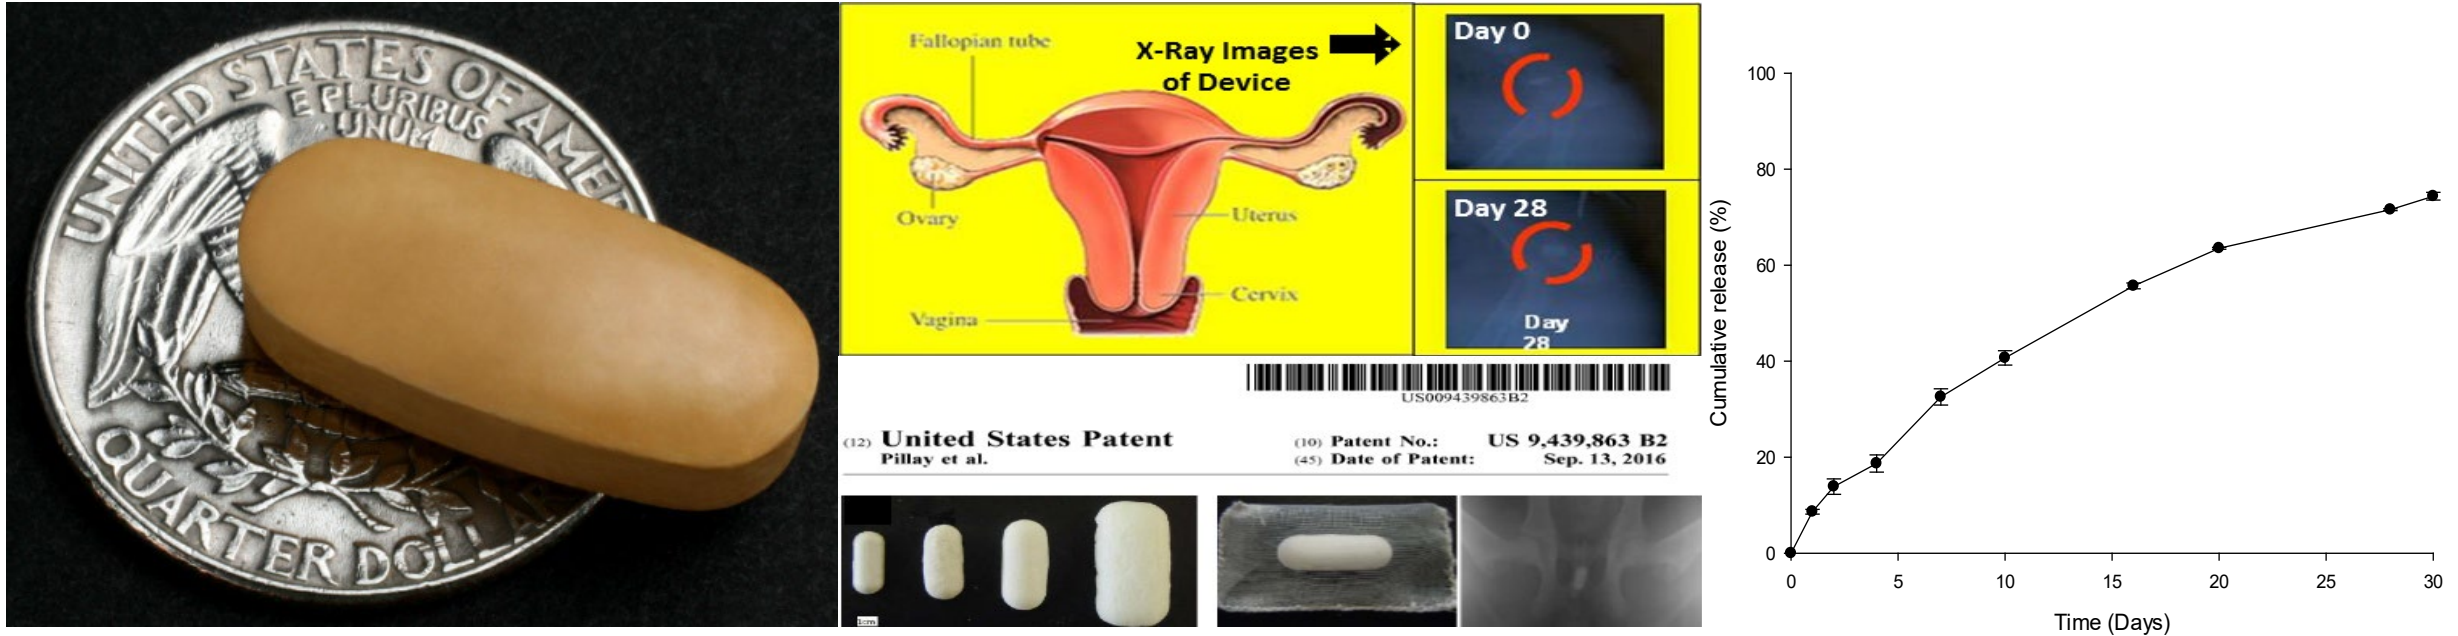 UNITED STATES OF AME
E PLURIBUS
UNUM
QUARTER DOLLAR
Fallopian tube
X-Ray Images
of Device
Ovary
Uterus
Cervix
Vagina
Day 0
Day 28
Day
28
US009439863B2
(12) United States Patent
Pillay et al.
(10) Patent No.: US 9,439,863 B2
(45) Date of Patent: Sep. 13, 2016
1cm
Cumulative release (%)
100
80
60
40
20
0
0 5 10 15 20 25 30
Time (Days)